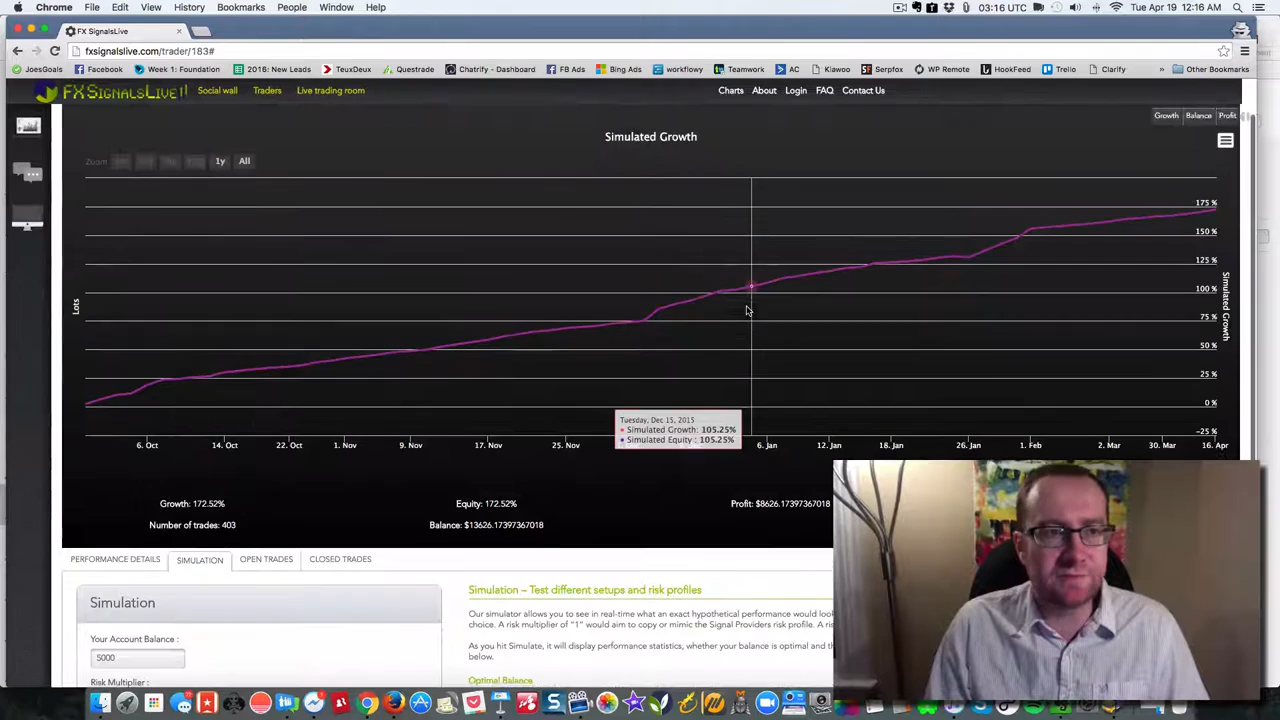 Chrome File Edit View History Bookmarks People Window Help 03:16 UTC Tue Apr 19 12:16 AM
FX SignalsLive
fxsignalslive.com/trader/183#
JoesGoals Facebook Week 1: Foundation 2016: New Leads TeuxDeux Questrade Chatrify - Dashboard FB Ads Bing Ads workflowy Teamwork AC Kiawoo Serpfox WP Remote HookFeed Trello Clarify » Other Bookmarks
FXSIGNALSLIVE! Social wall Traders Live trading room Charts About Login FAQ Contact Us
Growth Balance Profit
Simulated Growth
Zoom 1y All
175 %
150 %
125 %
100 %
75 %
50 %
25 %
0 %
-25 %
Lots
Simulated Growth
Tuesday, Dec 15, 2015
Simulated Growth: 105.25%
Simulated Equity : 105.25%
6. Oct 14. Oct 22. Oct 1. Nov 9. Nov 17. Nov 25. Nov 6. Jan 12. Jan 18. Jan 26. Jan 1. Feb 2. Mar 30. Mar 16. Apr
Growth: 172.52% Equity: 172.52% Profit: $8626.17397367018
Number of trades: 403 Balance: $13626.17397367018
PERFORMANCE DETAILS SIMULATION OPEN TRADES CLOSED TRADES
Simulation
Your Account Balance :
5000
Risk Multiplier :
Simulation – Test different setups and risk profiles
Our simulator allows you to see in real-time what an exact hypothetical performance would
choice. A risk multiplier of "1" would aim to copy or mimic the Signal Providers risk profile. A
As you hit Simulate, it will display performance statistics, whether your balance is optimal and
below.
Optimal Balance